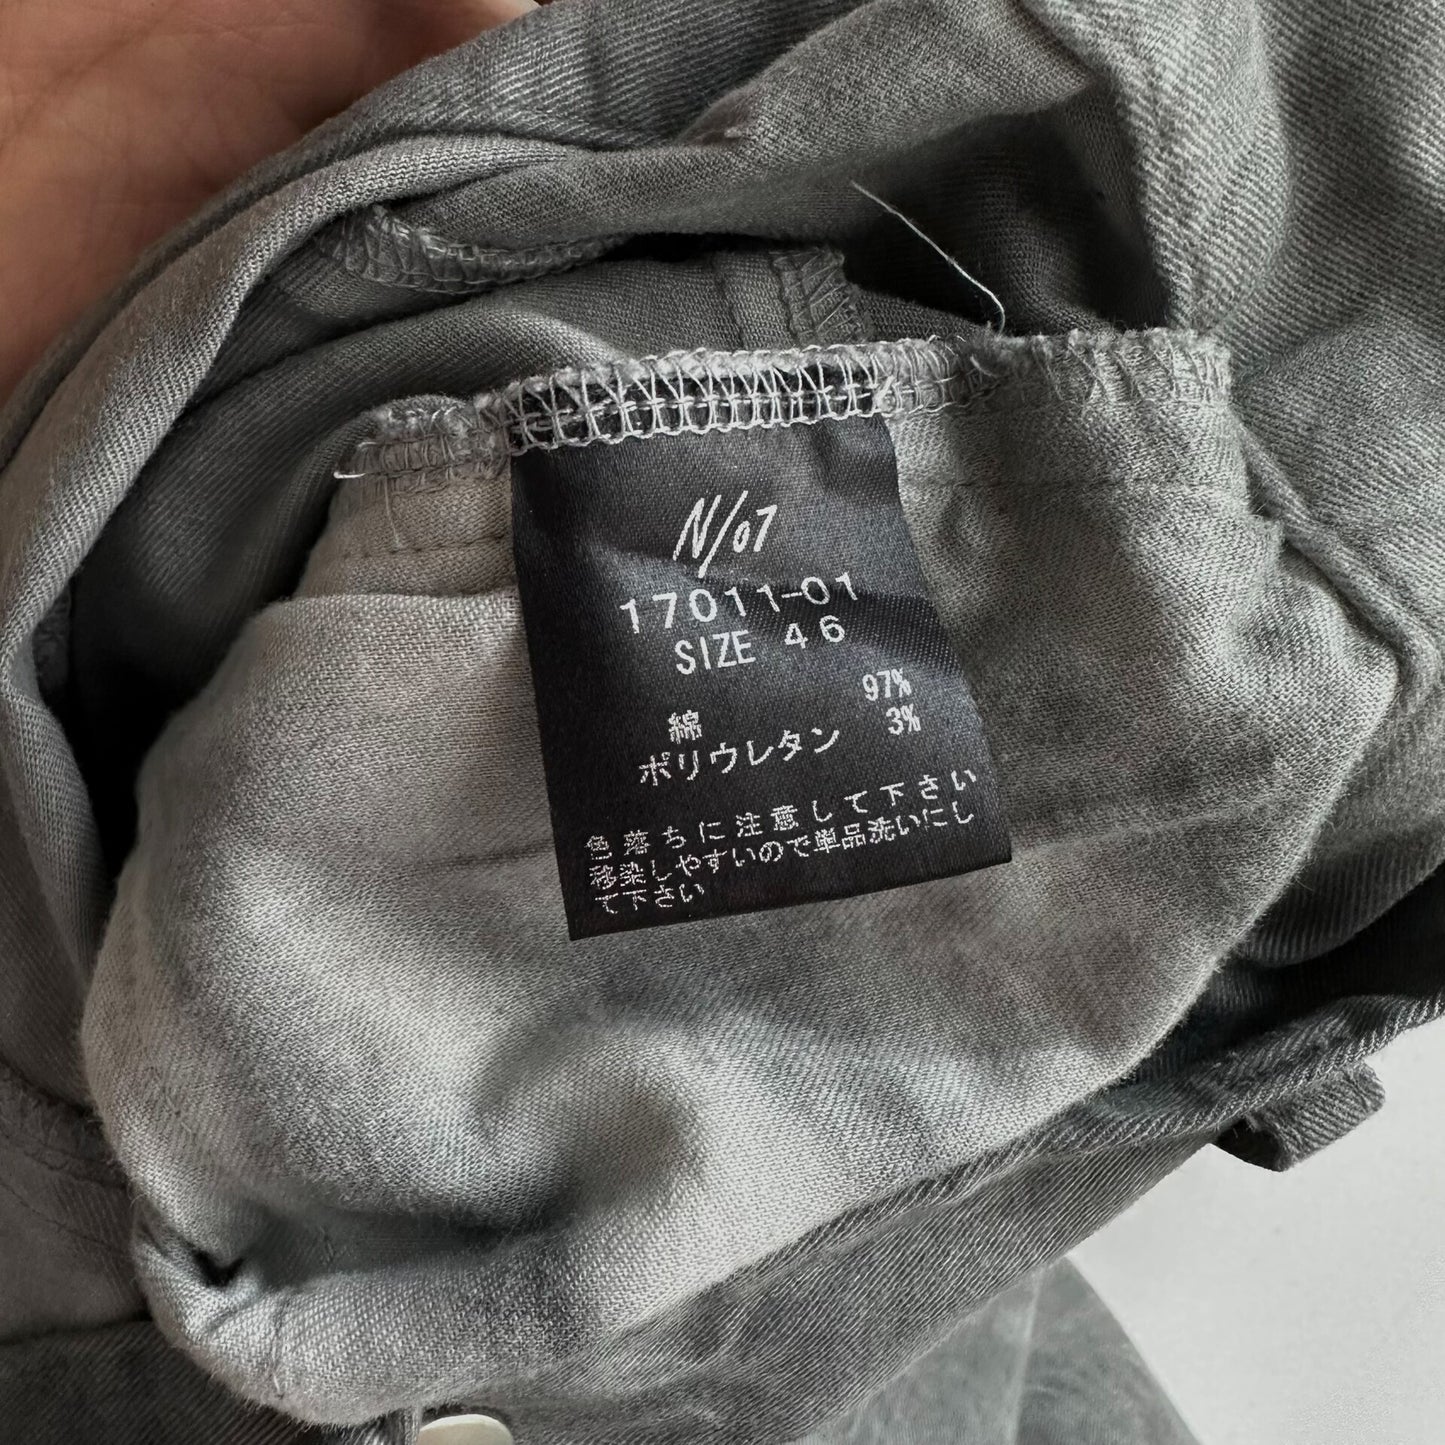 N/07
17011-01
SIZE 46
綿 97%
ポリウレタン 3%
色落ちに注意して下さい
移染しやすいので単品洗いにし
て下さい